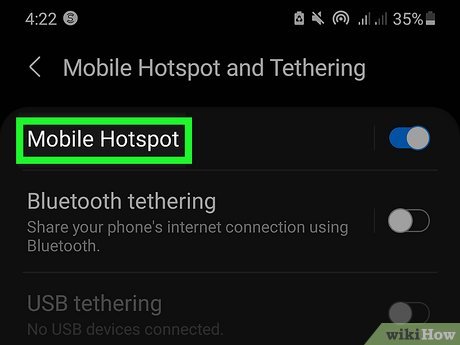 4:22 S 35%
Mobile Hotspot and Tethering
Mobile Hotspot
Bluetooth tethering
Share your phone's internet connection using
Bluetooth.
USB tethering
No USB devices connected.
wikiHow